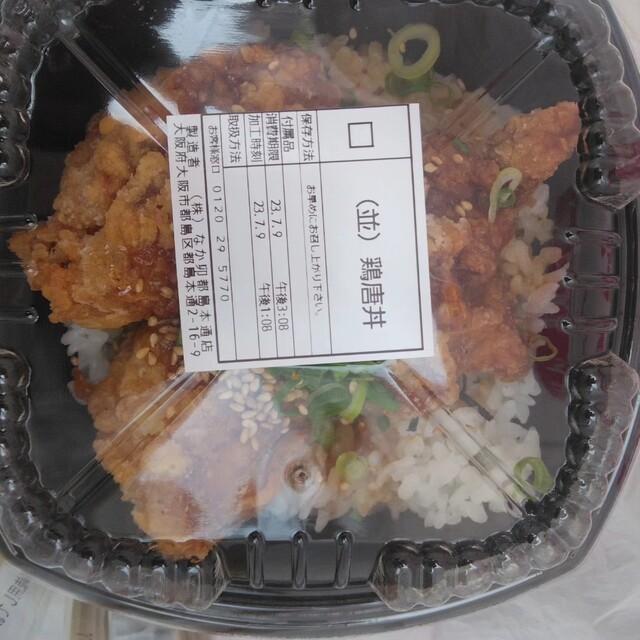 (並) 鶏唐丼
保存方法 お早めにお召し上がり下さい。
付属品
消費期限 23.7.9 午後3:08
加工時刻 23.7.9 午後1:08
取扱方法
お客様窓口 0120 29 5770
製造者 (株)なか卯都島本通店
大阪府大阪市都島区都島本通2-16-9